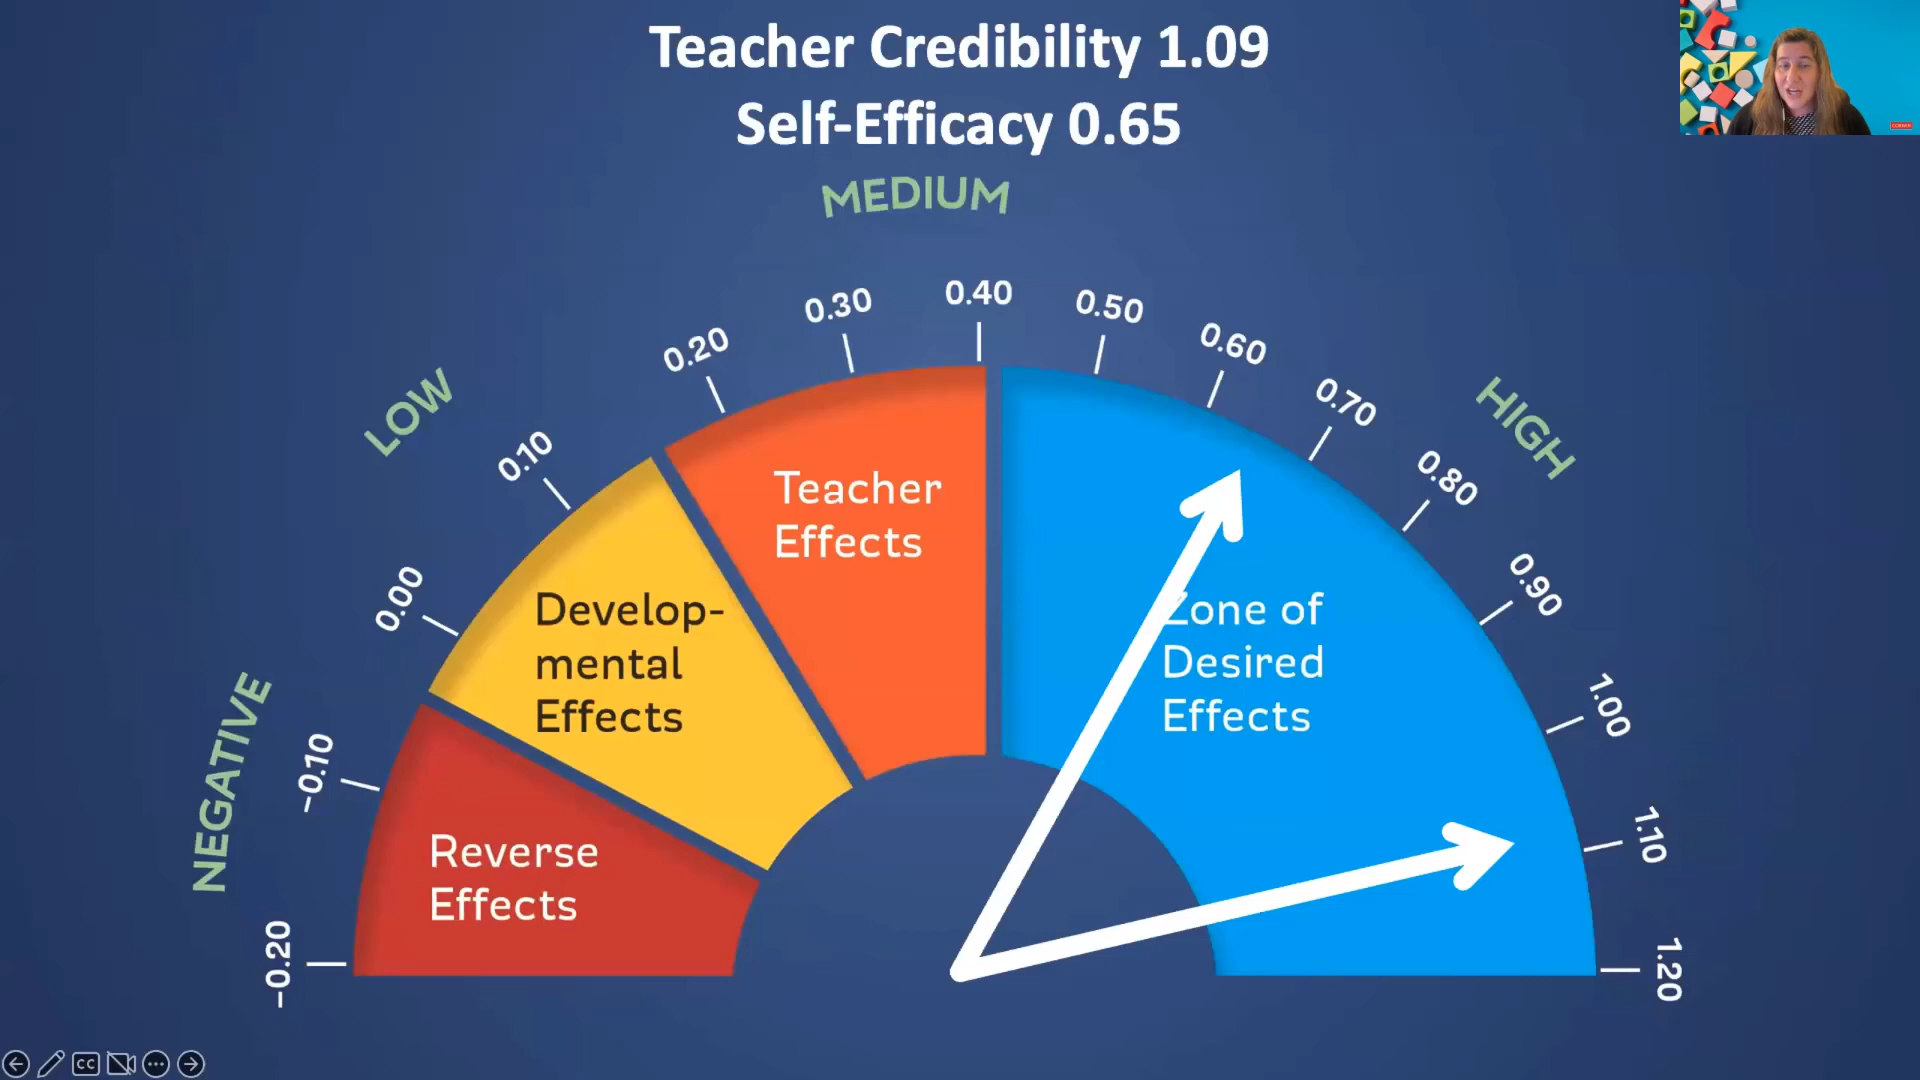 Teacher Credibility 1.09
Self-Efficacy 0.65
MEDIUM
LOW
HIGH
NEGATIVE
-0.20
-0.10
0.00
0.10
0.20
0.30
0.40
0.50
0.60
0.70
0.80
0.90
1.00
1.10
1.20
Reverse
Effects
Develop-
mental
Effects
Teacher
Effects
Zone of
Desired
Effects
CC